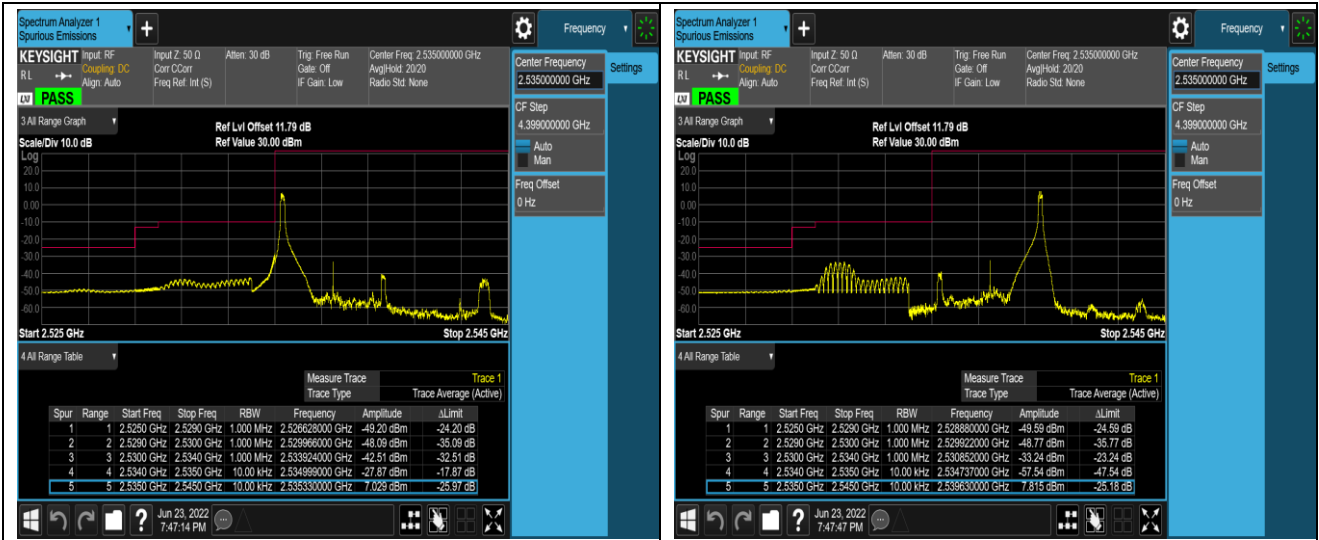 Spectrum Analyzer 1
Spurious Emissions
+
Frequency
KEYSIGHT Input: RF Input Z: 50 Ω Atten: 30 dB Trig: Free Run Center Freq: 2.535000000 GHz
R L Coupling: DC Corr CCorr Gate: Off Avg|Hold: 20/20
Align: Auto Freq Ref: Int (S) IF Gain: Low Radio Std: None
PASS
Center Frequency
2.535000000 GHz
Settings
CF Step
4.399000000 GHz
Auto
Man
Freq Offset
0 Hz
3 All Range Graph
Ref Lvl Offset 11.79 dB
Scale/Div 10.0 dB Ref Value 30.00 dBm
Log
20.0
10.0
0.00
-10.0
-20.0
-30.0
-40.0
-50.0
-60.0
Start 2.525 GHz Stop 2.545 GHz
4 All Range Table
Measure Trace Trace 1
Trace Type Trace Average (Active)
Spur Range Start Freq Stop Freq RBW Frequency Amplitude ΔLimit
1 1 2.5250 GHz 2.5290 GHz 1.000 MHz 2.526628000 GHz -49.20 dBm -24.20 dB
2 2 2.5290 GHz 2.5300 GHz 1.000 MHz 2.529966000 GHz -48.09 dBm -35.09 dB
3 3 2.5300 GHz 2.5340 GHz 1.000 MHz 2.533924000 GHz -42.51 dBm -32.51 dB
4 4 2.5340 GHz 2.5350 GHz 10.00 kHz 2.534999000 GHz -27.87 dBm -17.87 dB
5 5 2.5350 GHz 2.5450 GHz 10.00 kHz 2.535330000 GHz 7.029 dBm -25.97 dB
?
Jun 23, 2022
7:47:14 PM
Spectrum Analyzer 1
Spurious Emissions
+
Frequency
KEYSIGHT Input: RF Input Z: 50 Ω Atten: 30 dB Trig: Free Run Center Freq: 2.535000000 GHz
R L Coupling: DC Corr CCorr Gate: Off Avg|Hold: 20/20
Align: Auto Freq Ref: Int (S) IF Gain: Low Radio Std: None
PASS
Center Frequency
2.535000000 GHz
Settings
CF Step
4.399000000 GHz
Auto
Man
Freq Offset
0 Hz
3 All Range Graph
Ref Lvl Offset 11.79 dB
Scale/Div 10.0 dB Ref Value 30.00 dBm
Log
20.0
10.0
0.00
-10.0
-20.0
-30.0
-40.0
-50.0
-60.0
Start 2.525 GHz Stop 2.545 GHz
4 All Range Table
Measure Trace Trace 1
Trace Type Trace Average (Active)
Spur Range Start Freq Stop Freq RBW Frequency Amplitude ΔLimit
1 1 2.5250 GHz 2.5290 GHz 1.000 MHz 2.528880000 GHz -49.59 dBm -24.59 dB
2 2 2.5290 GHz 2.5300 GHz 1.000 MHz 2.529922000 GHz -48.77 dBm -35.77 dB
3 3 2.5300 GHz 2.5340 GHz 1.000 MHz 2.530852000 GHz -33.24 dBm -23.24 dB
4 4 2.5340 GHz 2.5350 GHz 10.00 kHz 2.534737000 GHz -57.54 dBm -47.54 dB
5 5 2.5350 GHz 2.5450 GHz 10.00 kHz 2.539630000 GHz 7.815 dBm -25.18 dB
?
Jun 23, 2022
7:47:47 PM